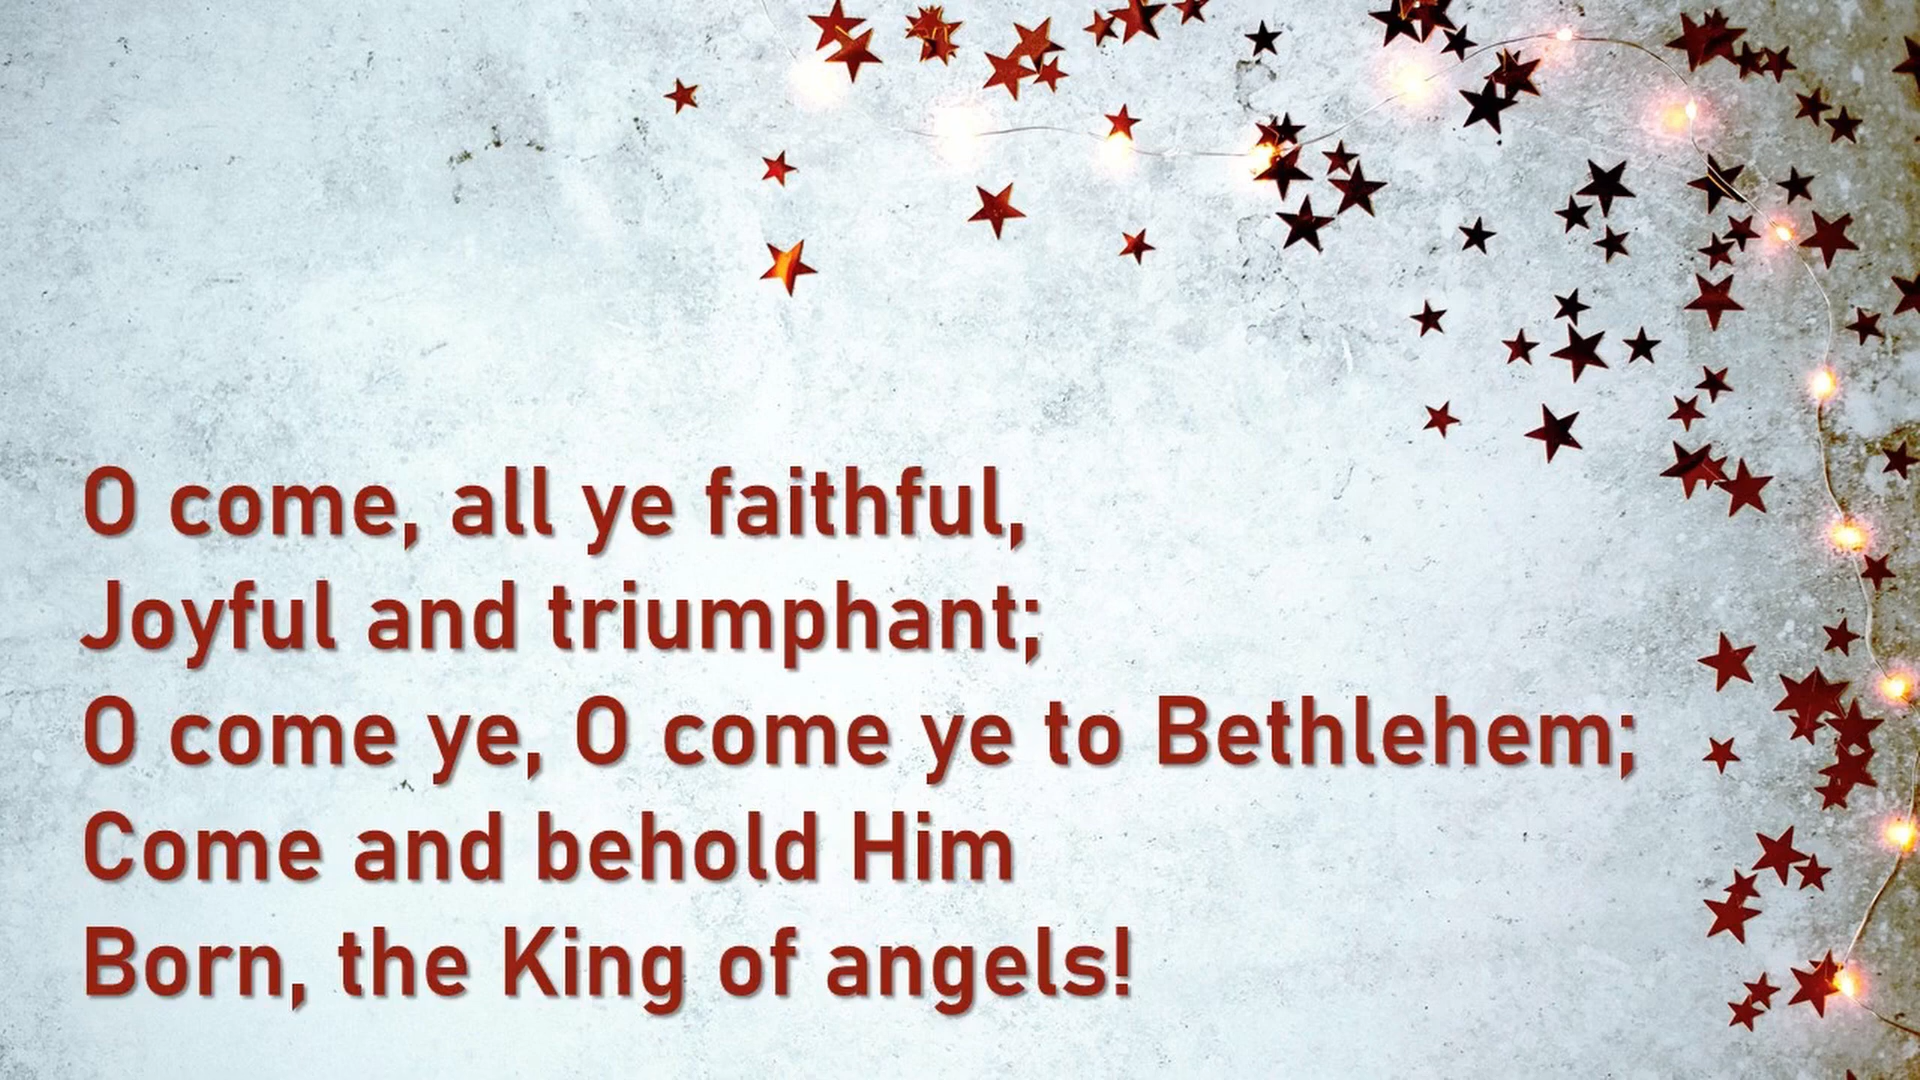 O come, all ye faithful,
Joyful and triumphant;
O come ye, O come ye to Bethlehem;
Come and behold Him
Born, the King of angels!